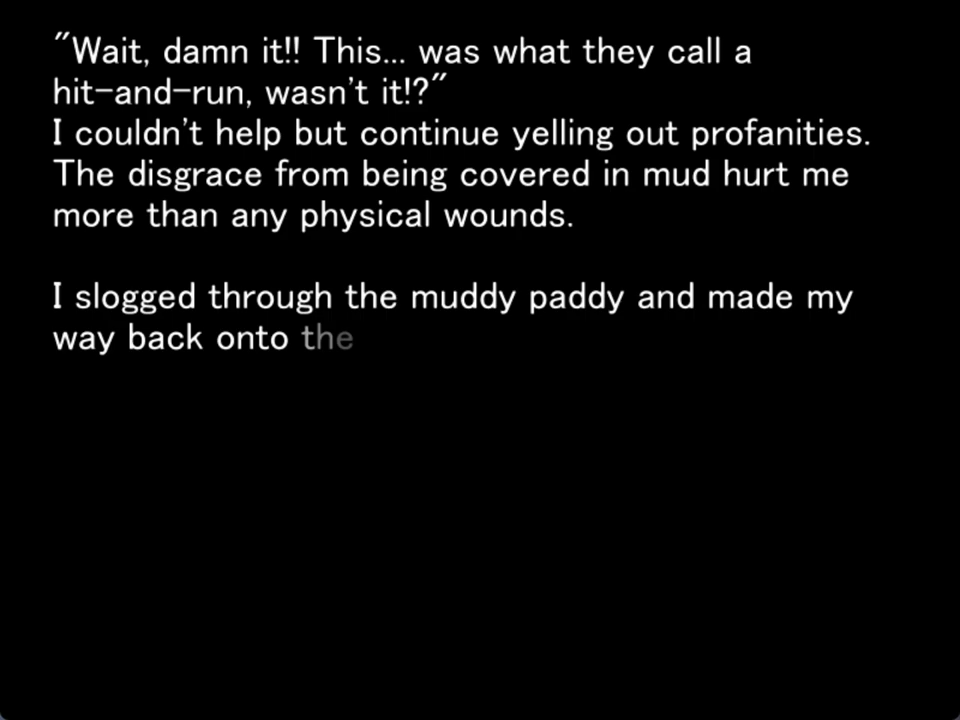 "Wait, damn it!! This... was what they call a
hit-and-run, wasn't it!?"
I couldn't help but continue yelling out profanities.
The disgrace from being covered in mud hurt me
more than any physical wounds.
I slogged through the muddy paddy and made my
way back onto the